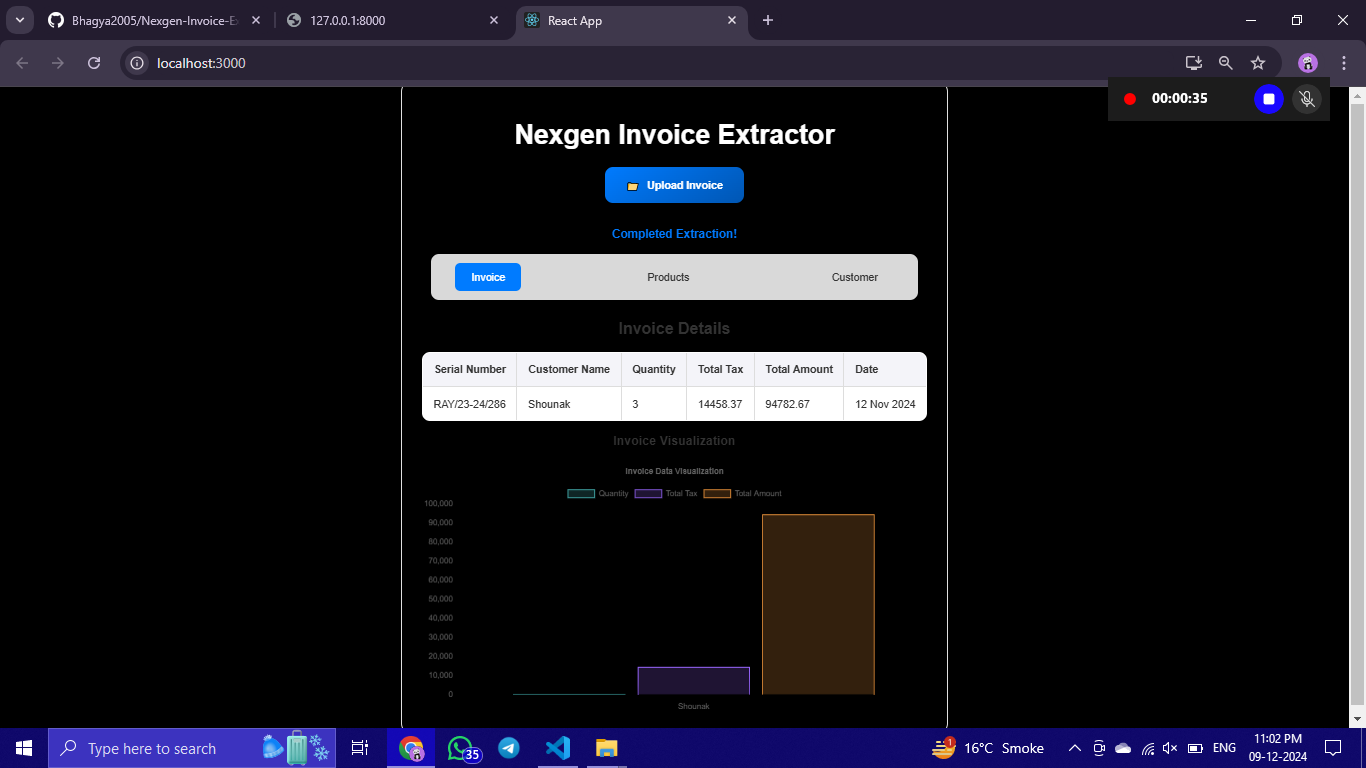 Bhagya2005/Nexgen-Invoice-E
127.0.0.1:8000
React App
localhost:3000
00:00:35
Nexgen Invoice Extractor
Upload Invoice
Completed Extraction!
Invoice Products Customer
Invoice Details
Serial Number Customer Name Quantity Total Tax Total Amount Date
RAY/23-24/286 Shounak 3 14458.37 94782.67 12 Nov 2024
Invoice Visualization
Invoice Data Visualization
Quantity Total Tax Total Amount
100,000
90,000
80,000
70,000
60,000
50,000
40,000
30,000
20,000
10,000
0
Shounak
Type here to search
35
1
16°C Smoke
ENG
11:02 PM
09-12-2024